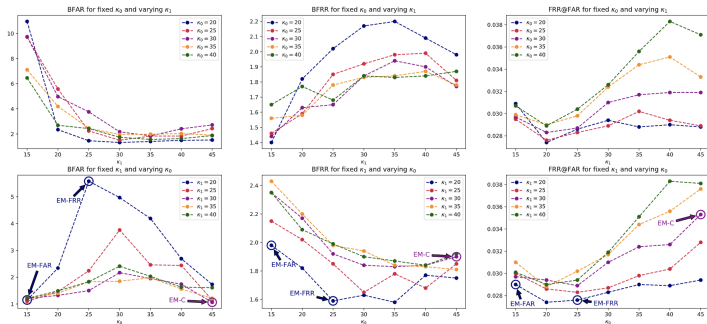 BFAR for fixed κ0 and varying κ1
BFRR for fixed κ0 and varying κ1
FRR@FAR for fixed κ0 and varying κ1
κ0 = 20
κ0 = 25
κ0 = 30
κ0 = 35
κ0 = 40
κ0 = 20
κ0 = 25
κ0 = 30
κ0 = 35
κ0 = 40
κ0 = 20
κ0 = 25
κ0 = 30
κ0 = 35
κ0 = 40
10
8
6
4
2
2.2
2.1
2.0
1.9
1.8
1.7
1.6
1.5
1.4
0.038
0.036
0.034
0.032
0.030
0.028
15 20 25 30 35 40 45
15 20 25 30 35 40 45
15 20 25 30 35 40 45
κ1
κ1
κ1
BFAR for fixed κ1 and varying κ0
BFRR for fixed κ1 and varying κ0
FRR@FAR for fixed κ1 and varying κ0
κ1 = 20
κ1 = 25
κ1 = 30
κ1 = 35
κ1 = 40
κ1 = 20
κ1 = 25
κ1 = 30
κ1 = 35
κ1 = 40
κ1 = 20
κ1 = 25
κ1 = 30
κ1 = 35
κ1 = 40
5
4
3
2
1
2.4
2.2
2.0
1.8
1.6
0.038
0.036
0.034
0.032
0.030
0.028
EM-FRR
EM-FAR
EM-C
EM-FAR
EM-FRR
EM-C
EM-FAR
EM-FRR
EM-C
15 20 25 30 35 40 45
15 20 25 30 35 40 45
15 20 25 30 35 40 45
κ0
κ0
κ0